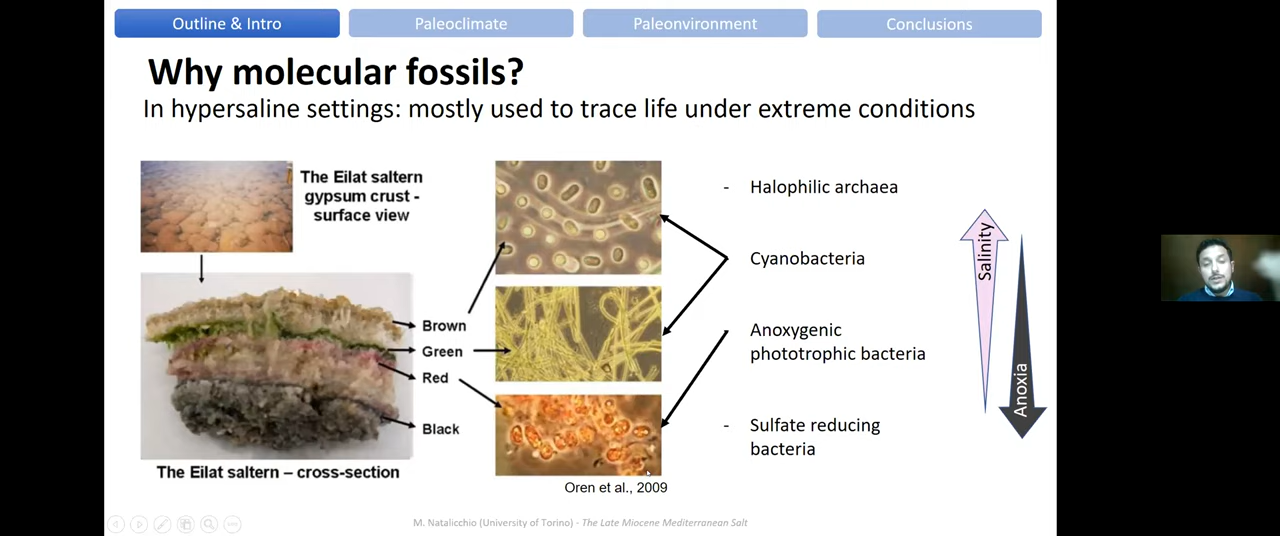 Outline & Intro
Paleoclimate
Paleonvironment
Conclusions
Why molecular fossils?
In hypersaline settings: mostly used to trace life under extreme conditions
The Eilat saltern
gypsum crust -
surface view
Brown
Green
Red
Black
The Eilat saltern – cross-section
Oren et al., 2009
- Halophilic archaea
Cyanobacteria
Anoxygenic
phototrophic bacteria
- Sulfate reducing
bacteria
Salinity
Anoxia
M. Natalicchio (University of Torino) - The Late Miocene Mediterranean Salt